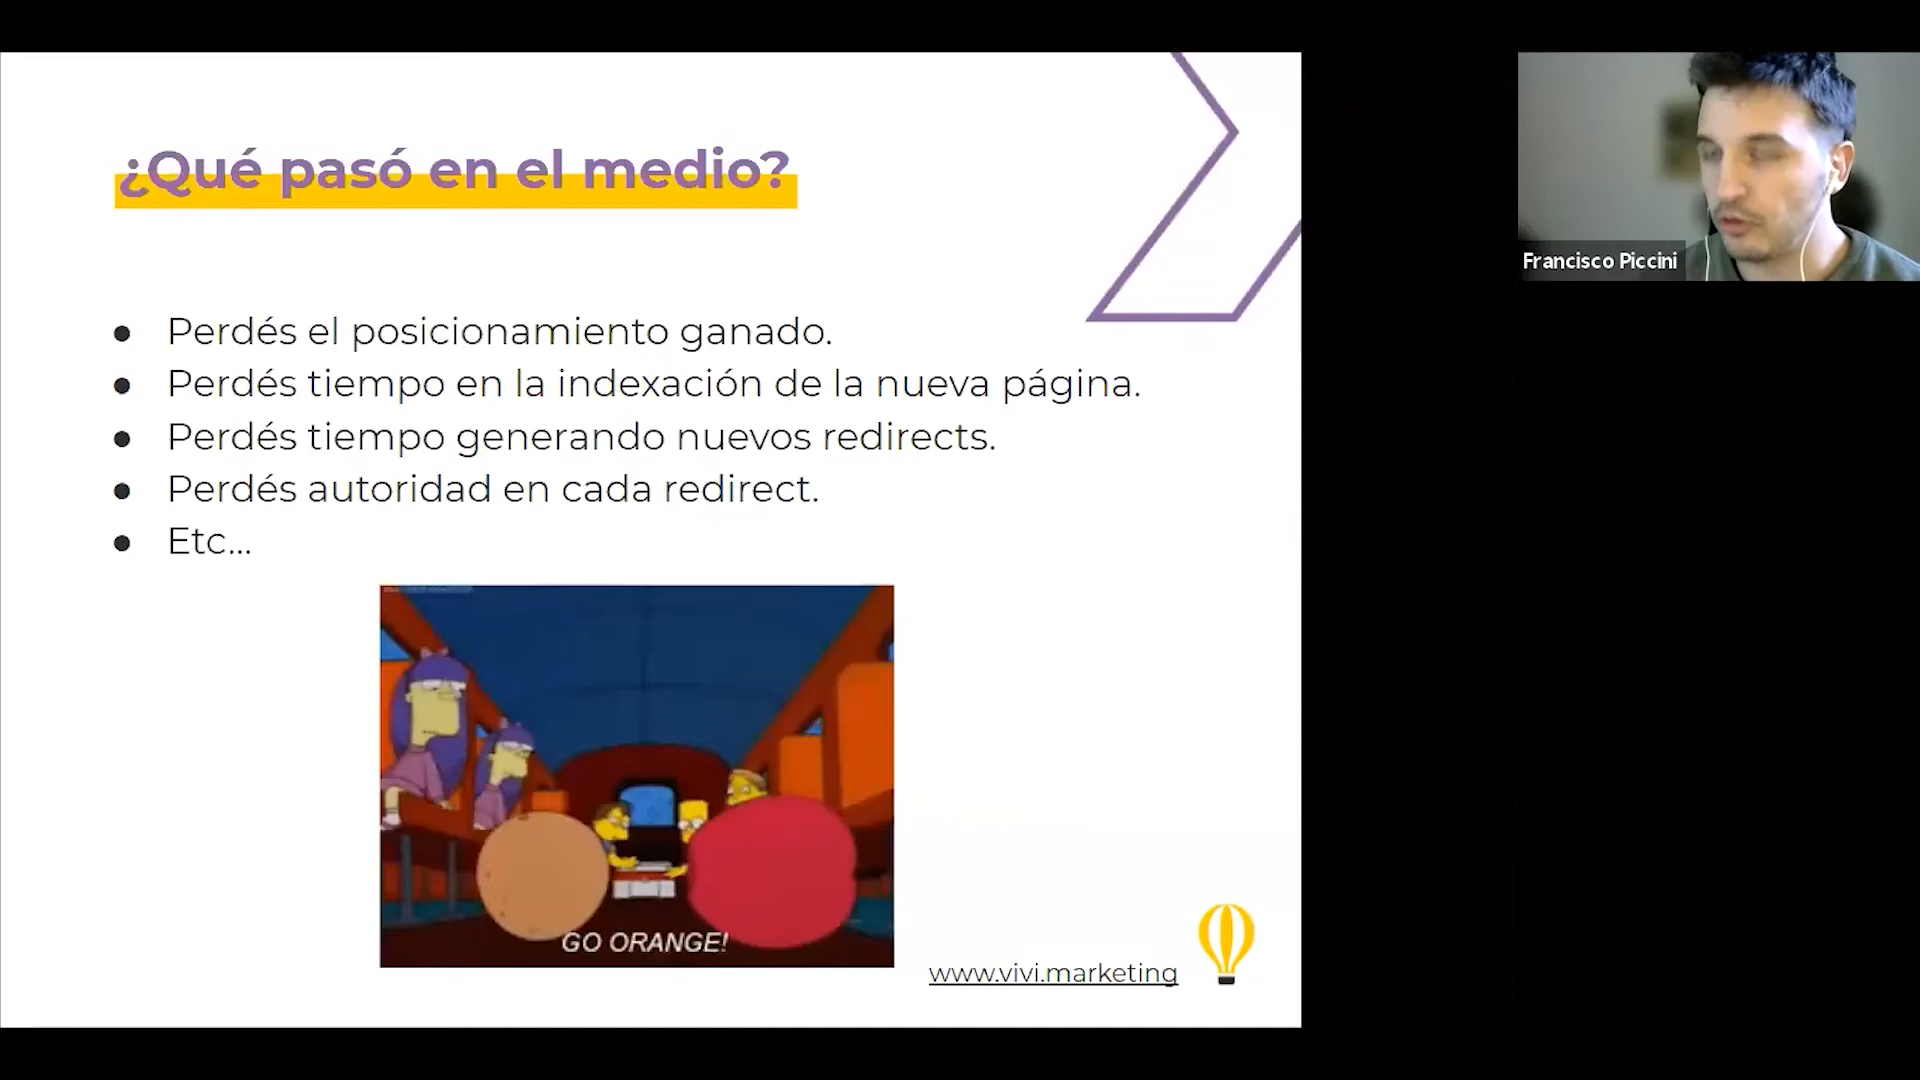 ¿Qué pasó en el medio?
Francisco Piccini
● Perdés el posicionamiento ganado.
● Perdés tiempo en la indexación de la nueva página.
● Perdés tiempo generando nuevos redirects.
● Perdés autoridad en cada redirect.
● Etc...
GO ORANGE!
www.vivi.marketing